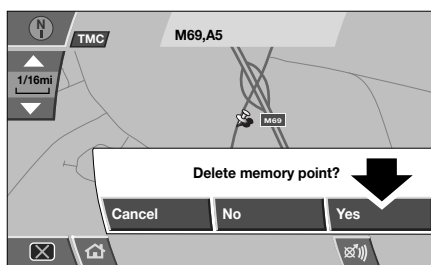 N
TMC
M69,A5
1/16mi
M69
Delete memory point?
Cancel
No
Yes